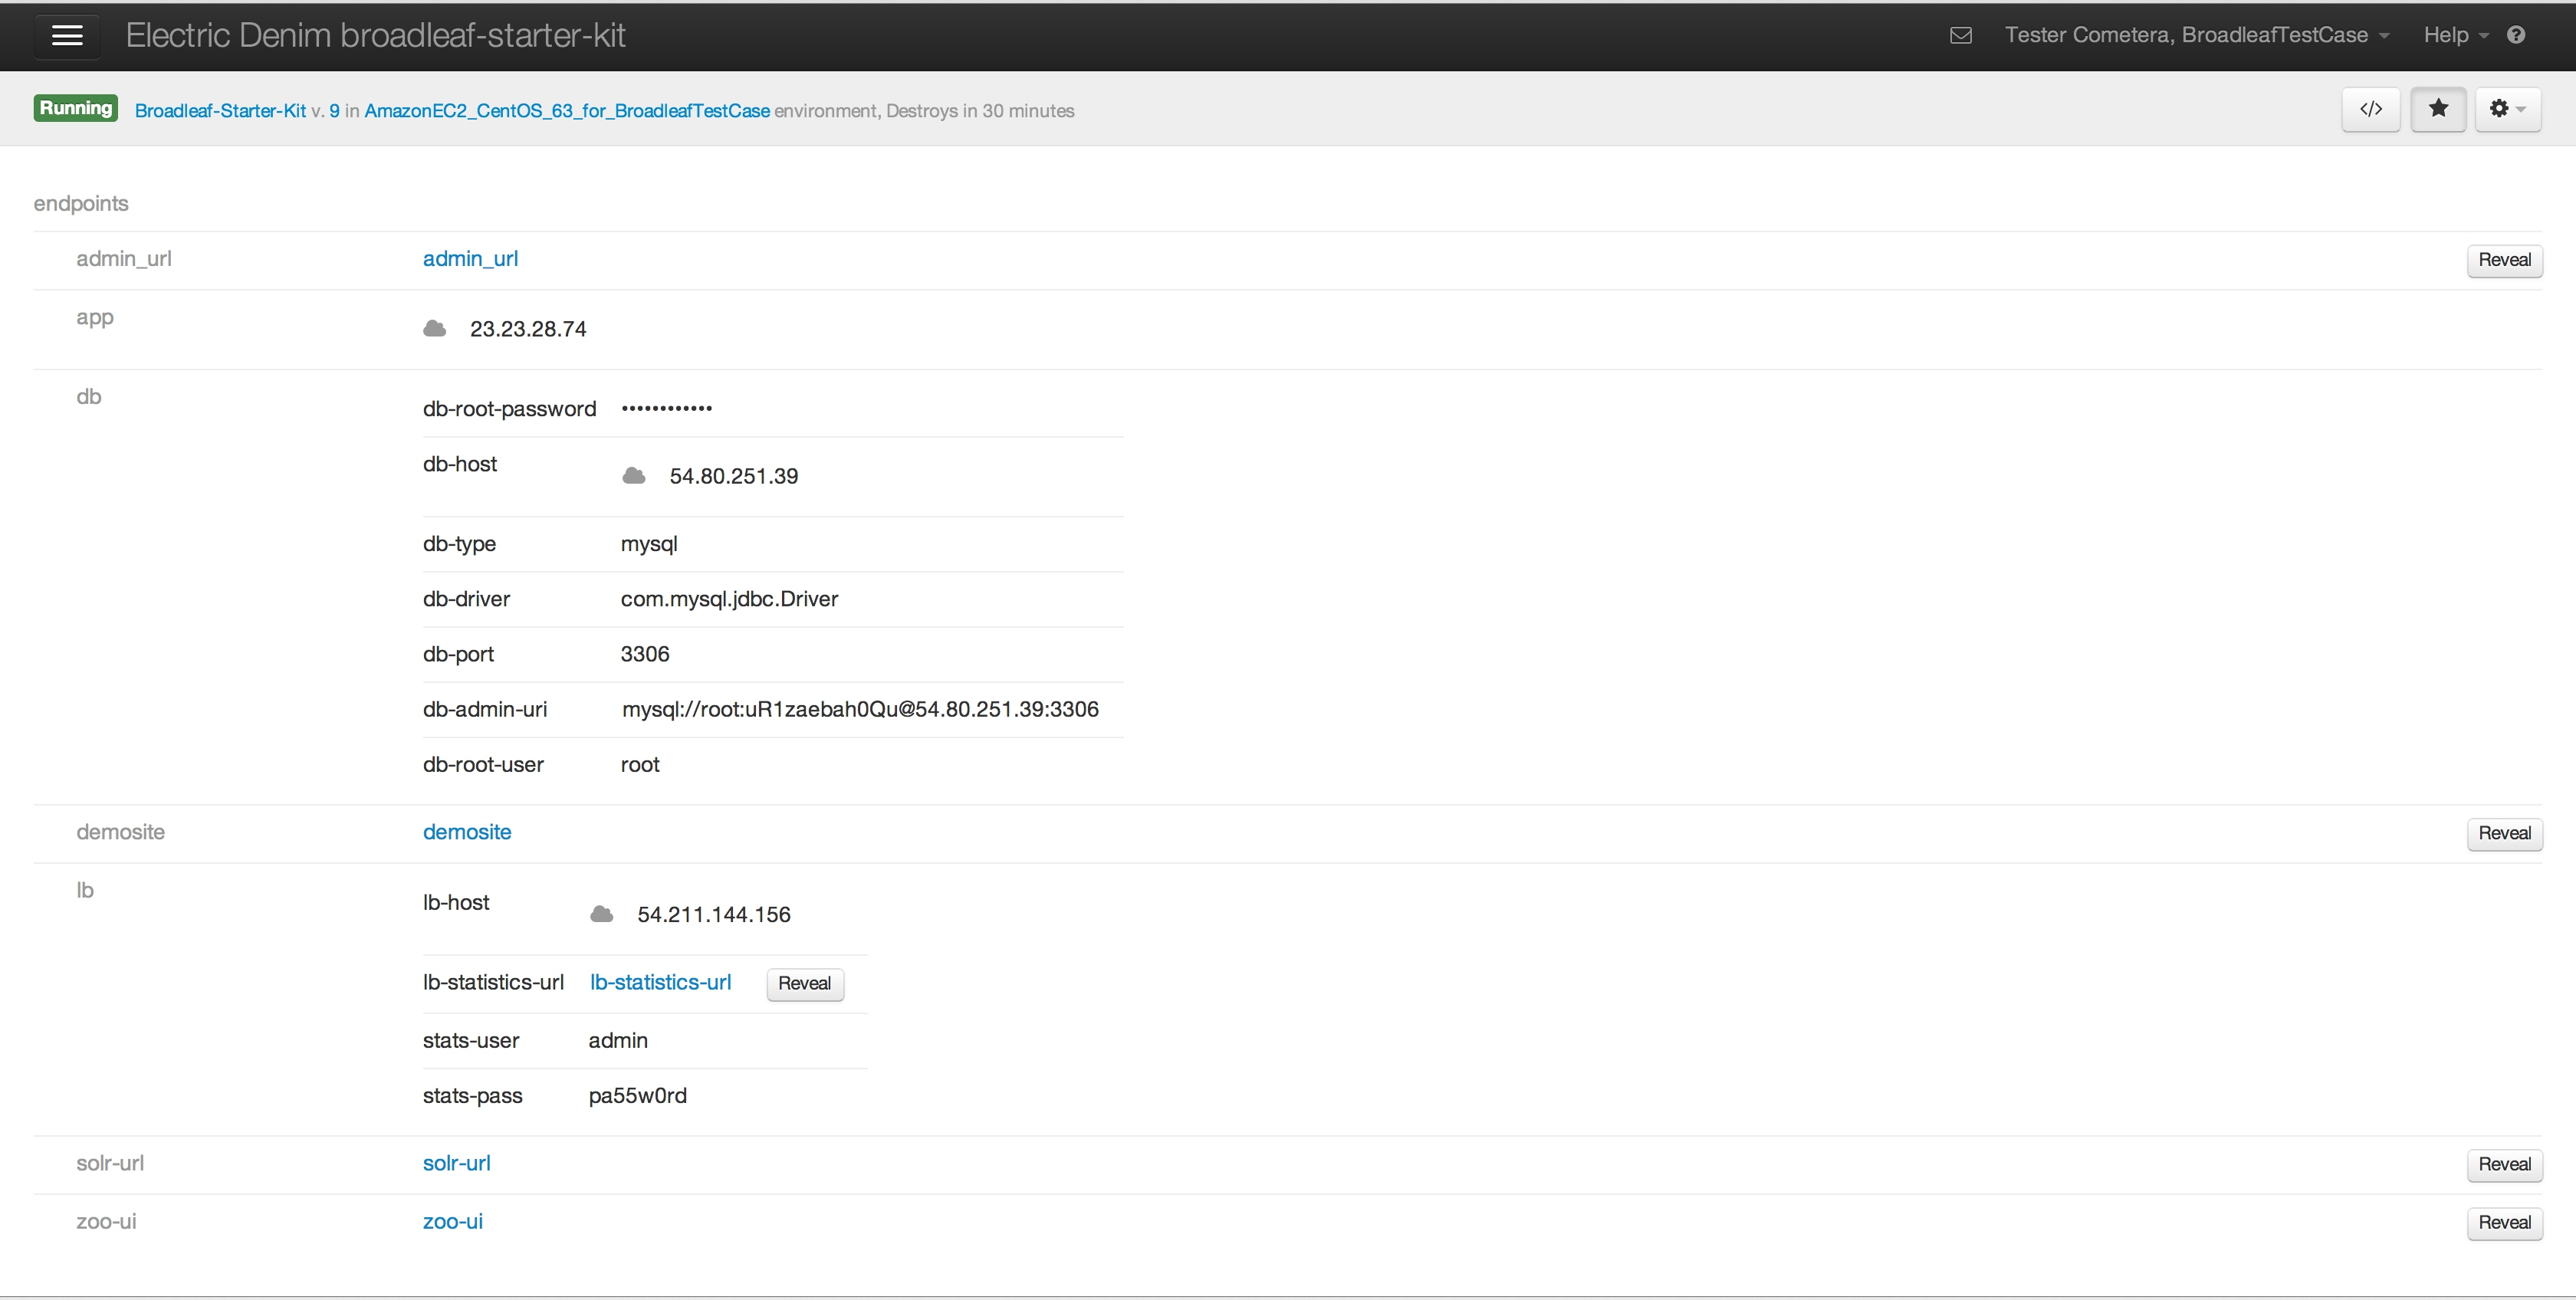 Electric Denim broadleaf-starter-kit
Tester Cometera, BroadleafTestCase
Help
Running Broadleaf-Starter-Kit v. 9 in AmazonEC2_CentOS_63_for_BroadleafTestCase environment, Destroys in 30 minutes
</>
endpoints
admin_url admin_url Reveal
app 23.23.28.74
db
db-root-password ••••••••••••
db-host 54.80.251.39
db-type mysql
db-driver com.mysql.jdbc.Driver
db-port 3306
db-admin-uri mysql://root:uR1zaebah0Qu@54.80.251.39:3306
db-root-user root
demosite demosite Reveal
lb
lb-host 54.211.144.156
lb-statistics-url lb-statistics-url Reveal
stats-user admin
stats-pass pa55w0rd
solr-url solr-url Reveal
zoo-ui zoo-ui Reveal